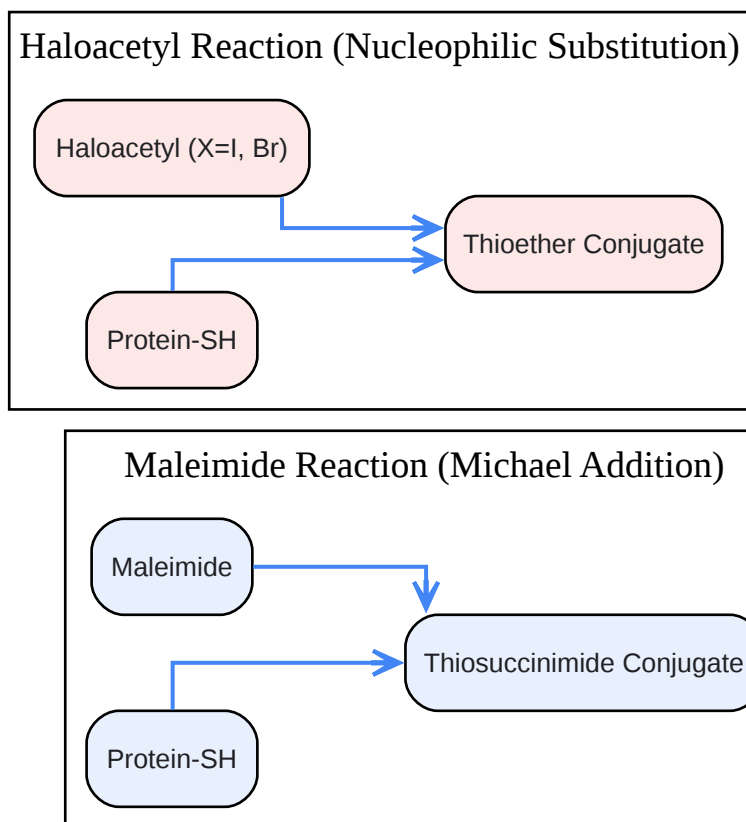 Haloacetyl Reaction (Nucleophilic Substitution)
Haloacetyl (X=I, Br)
Thioether Conjugate
Protein-SH
Maleimide Reaction (Michael Addition)
Maleimide
Thiosuccinimide Conjugate
Protein-SH